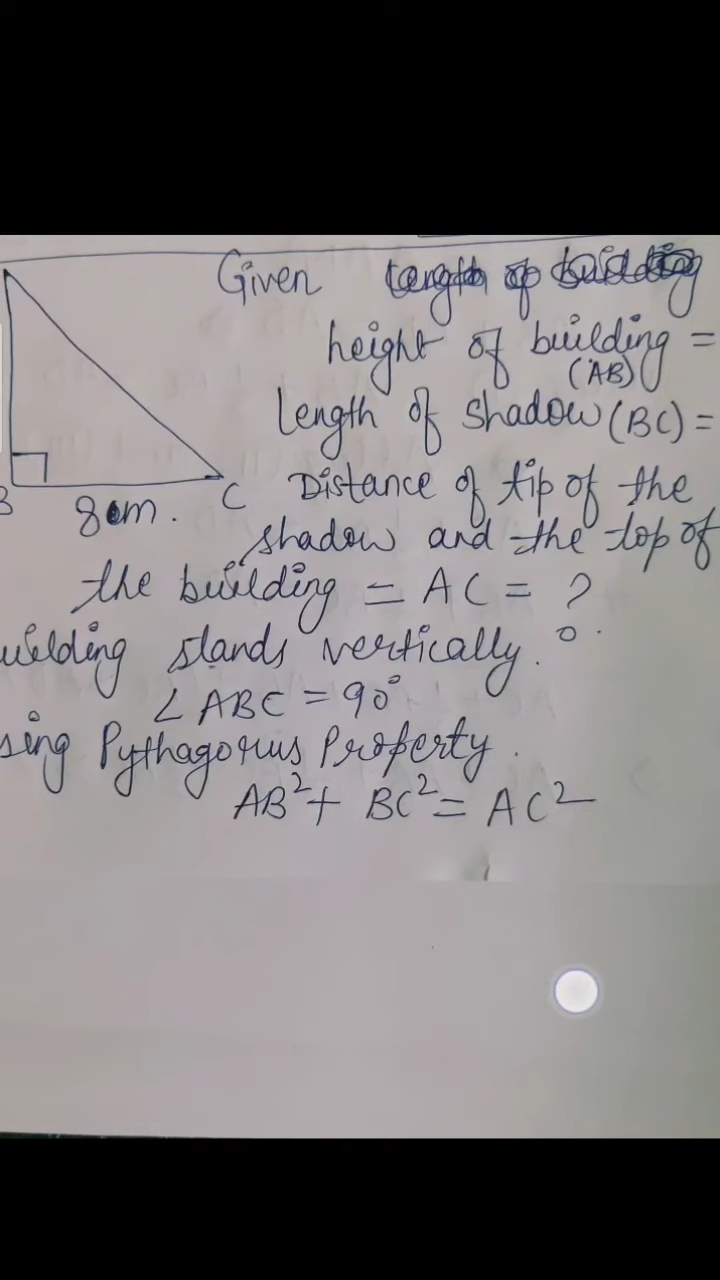 Given
height of building =
(AB)
Length of shadow (BC) =
B 8cm. C Distance of tip of the
shadow and the top of
the building = AC = ?
uilding stands vertically.
∠ABC = 90°
sing Pythagorus Property.
AB² + BC² = AC²